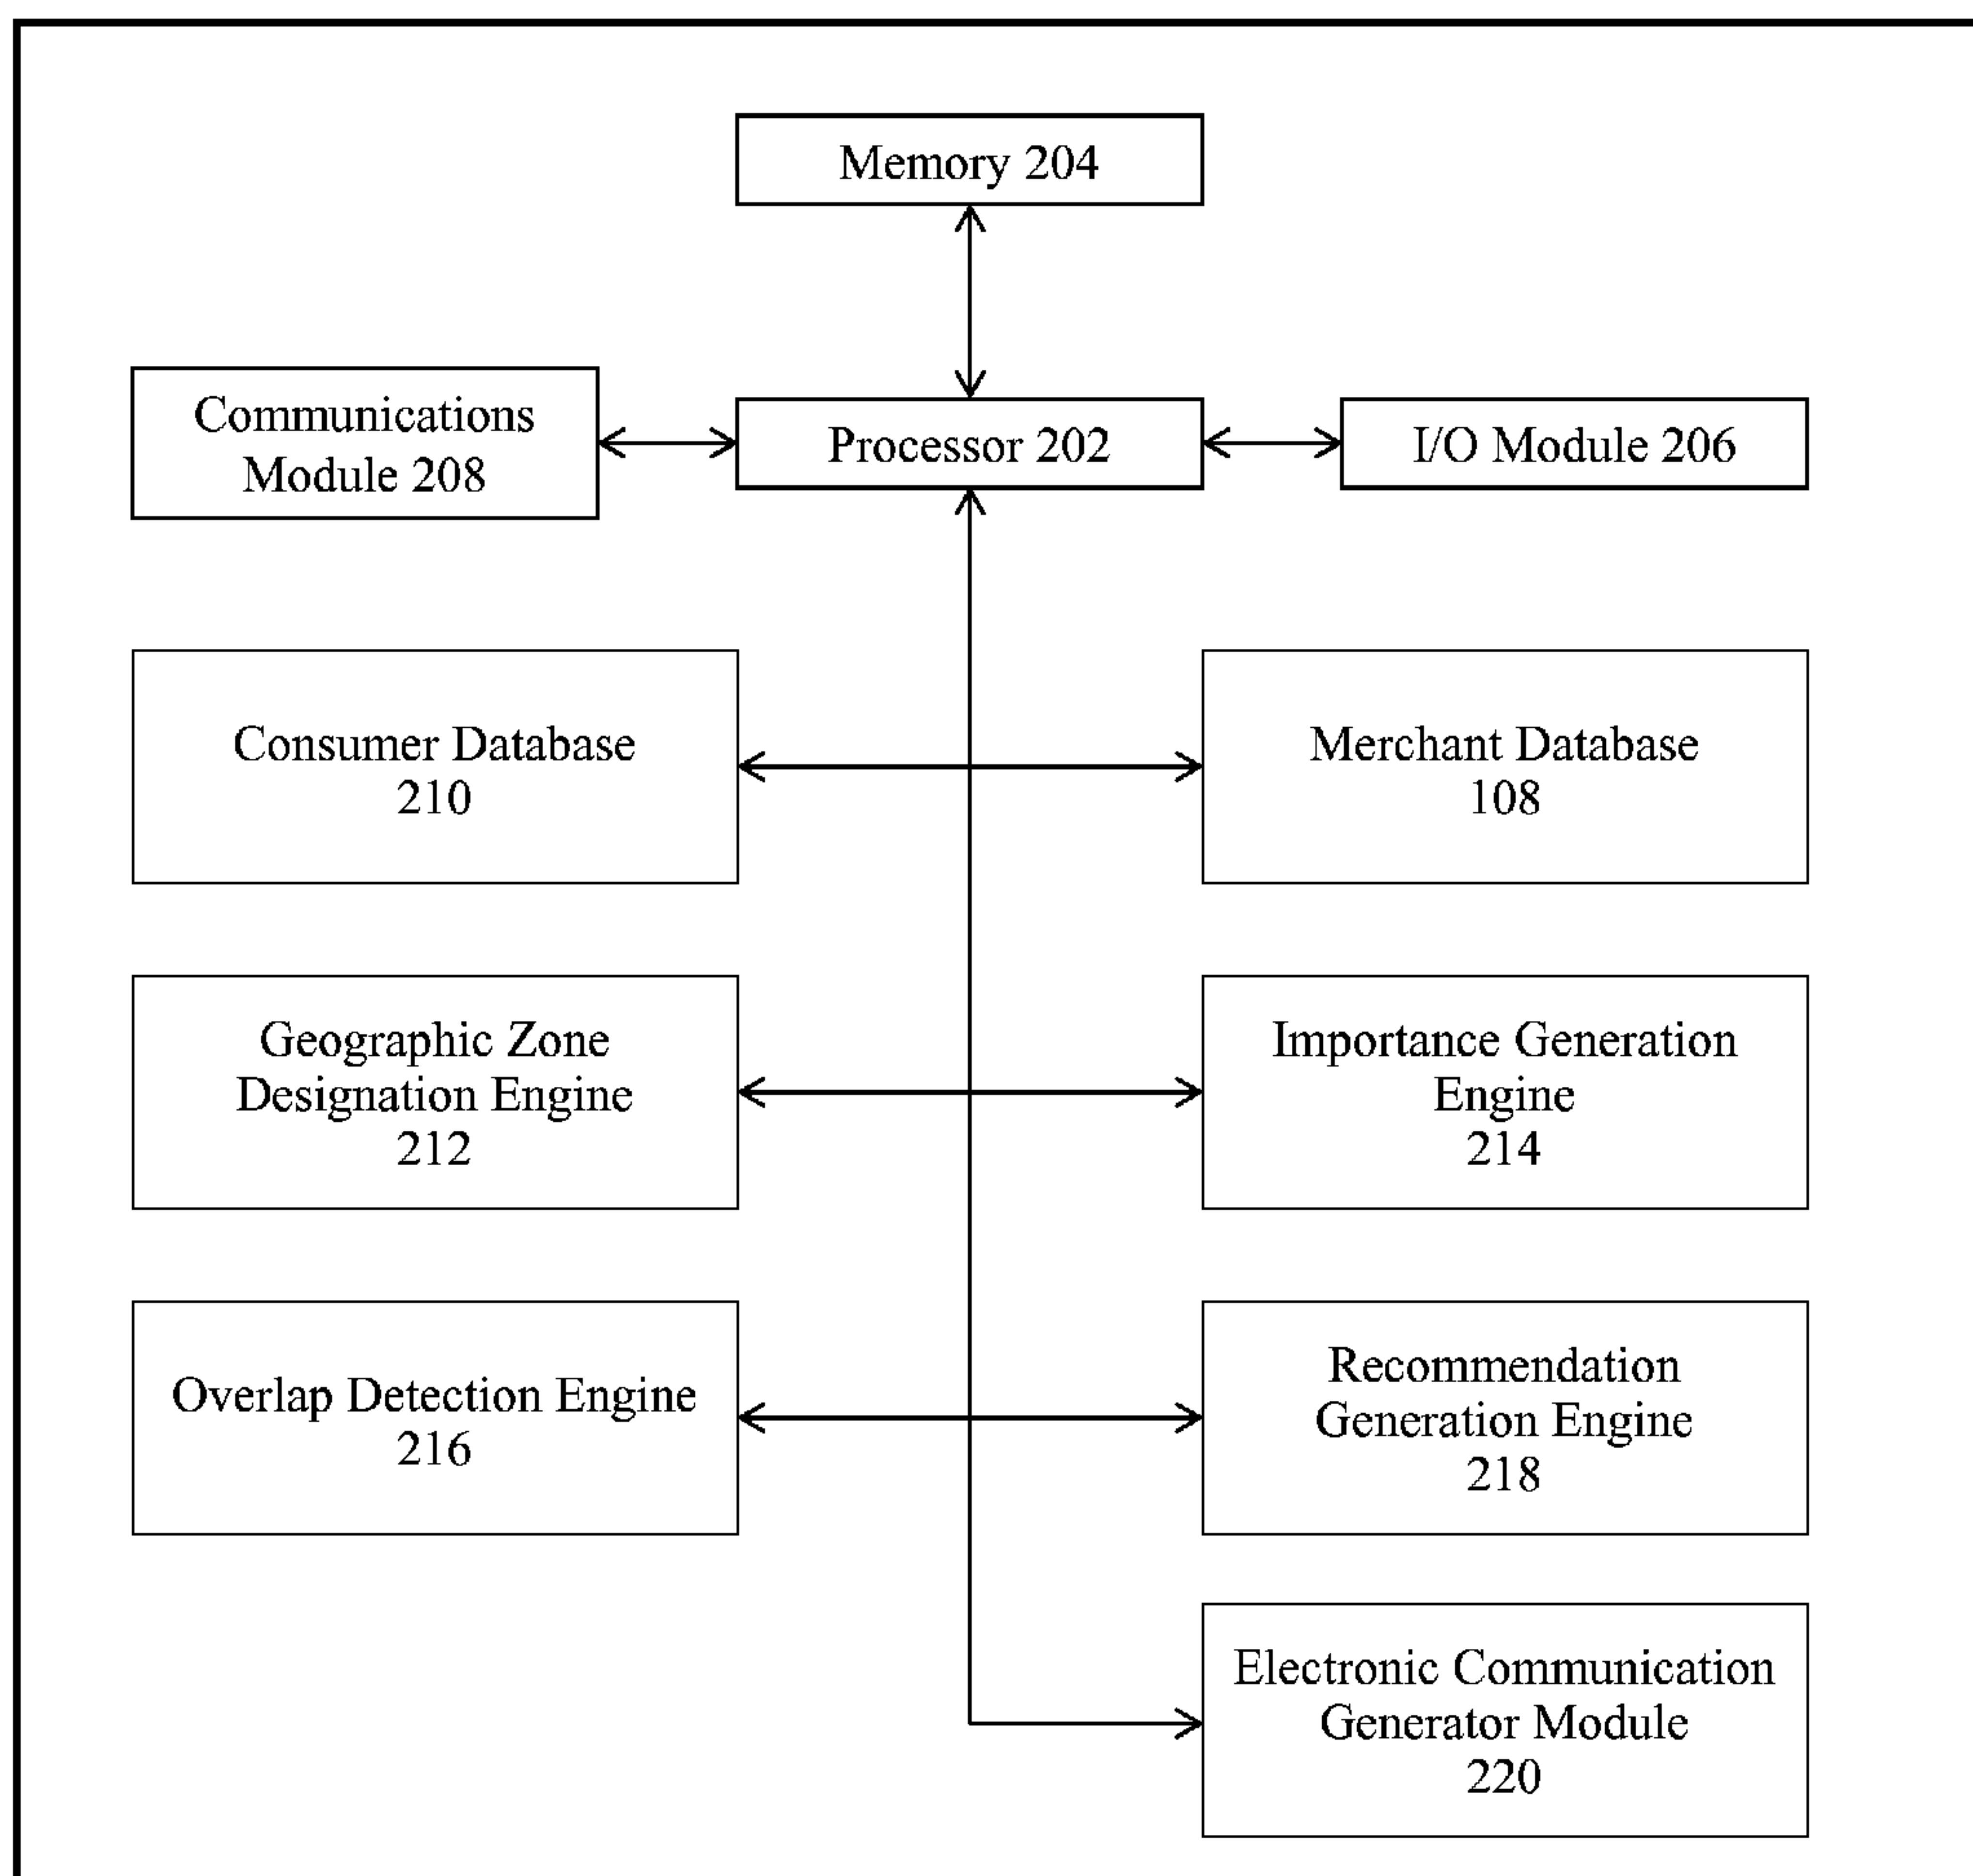 Memory 204
Communications
Module 208
Processor 202
I/O Module 206
Consumer Database
210
Merchant Database
108
Geographic Zone
Designation Engine
212
Importance Generation
Engine
214
Overlap Detection Engine
216
Recommendation
Generation Engine
218
Electronic Communication
Generator Module
220